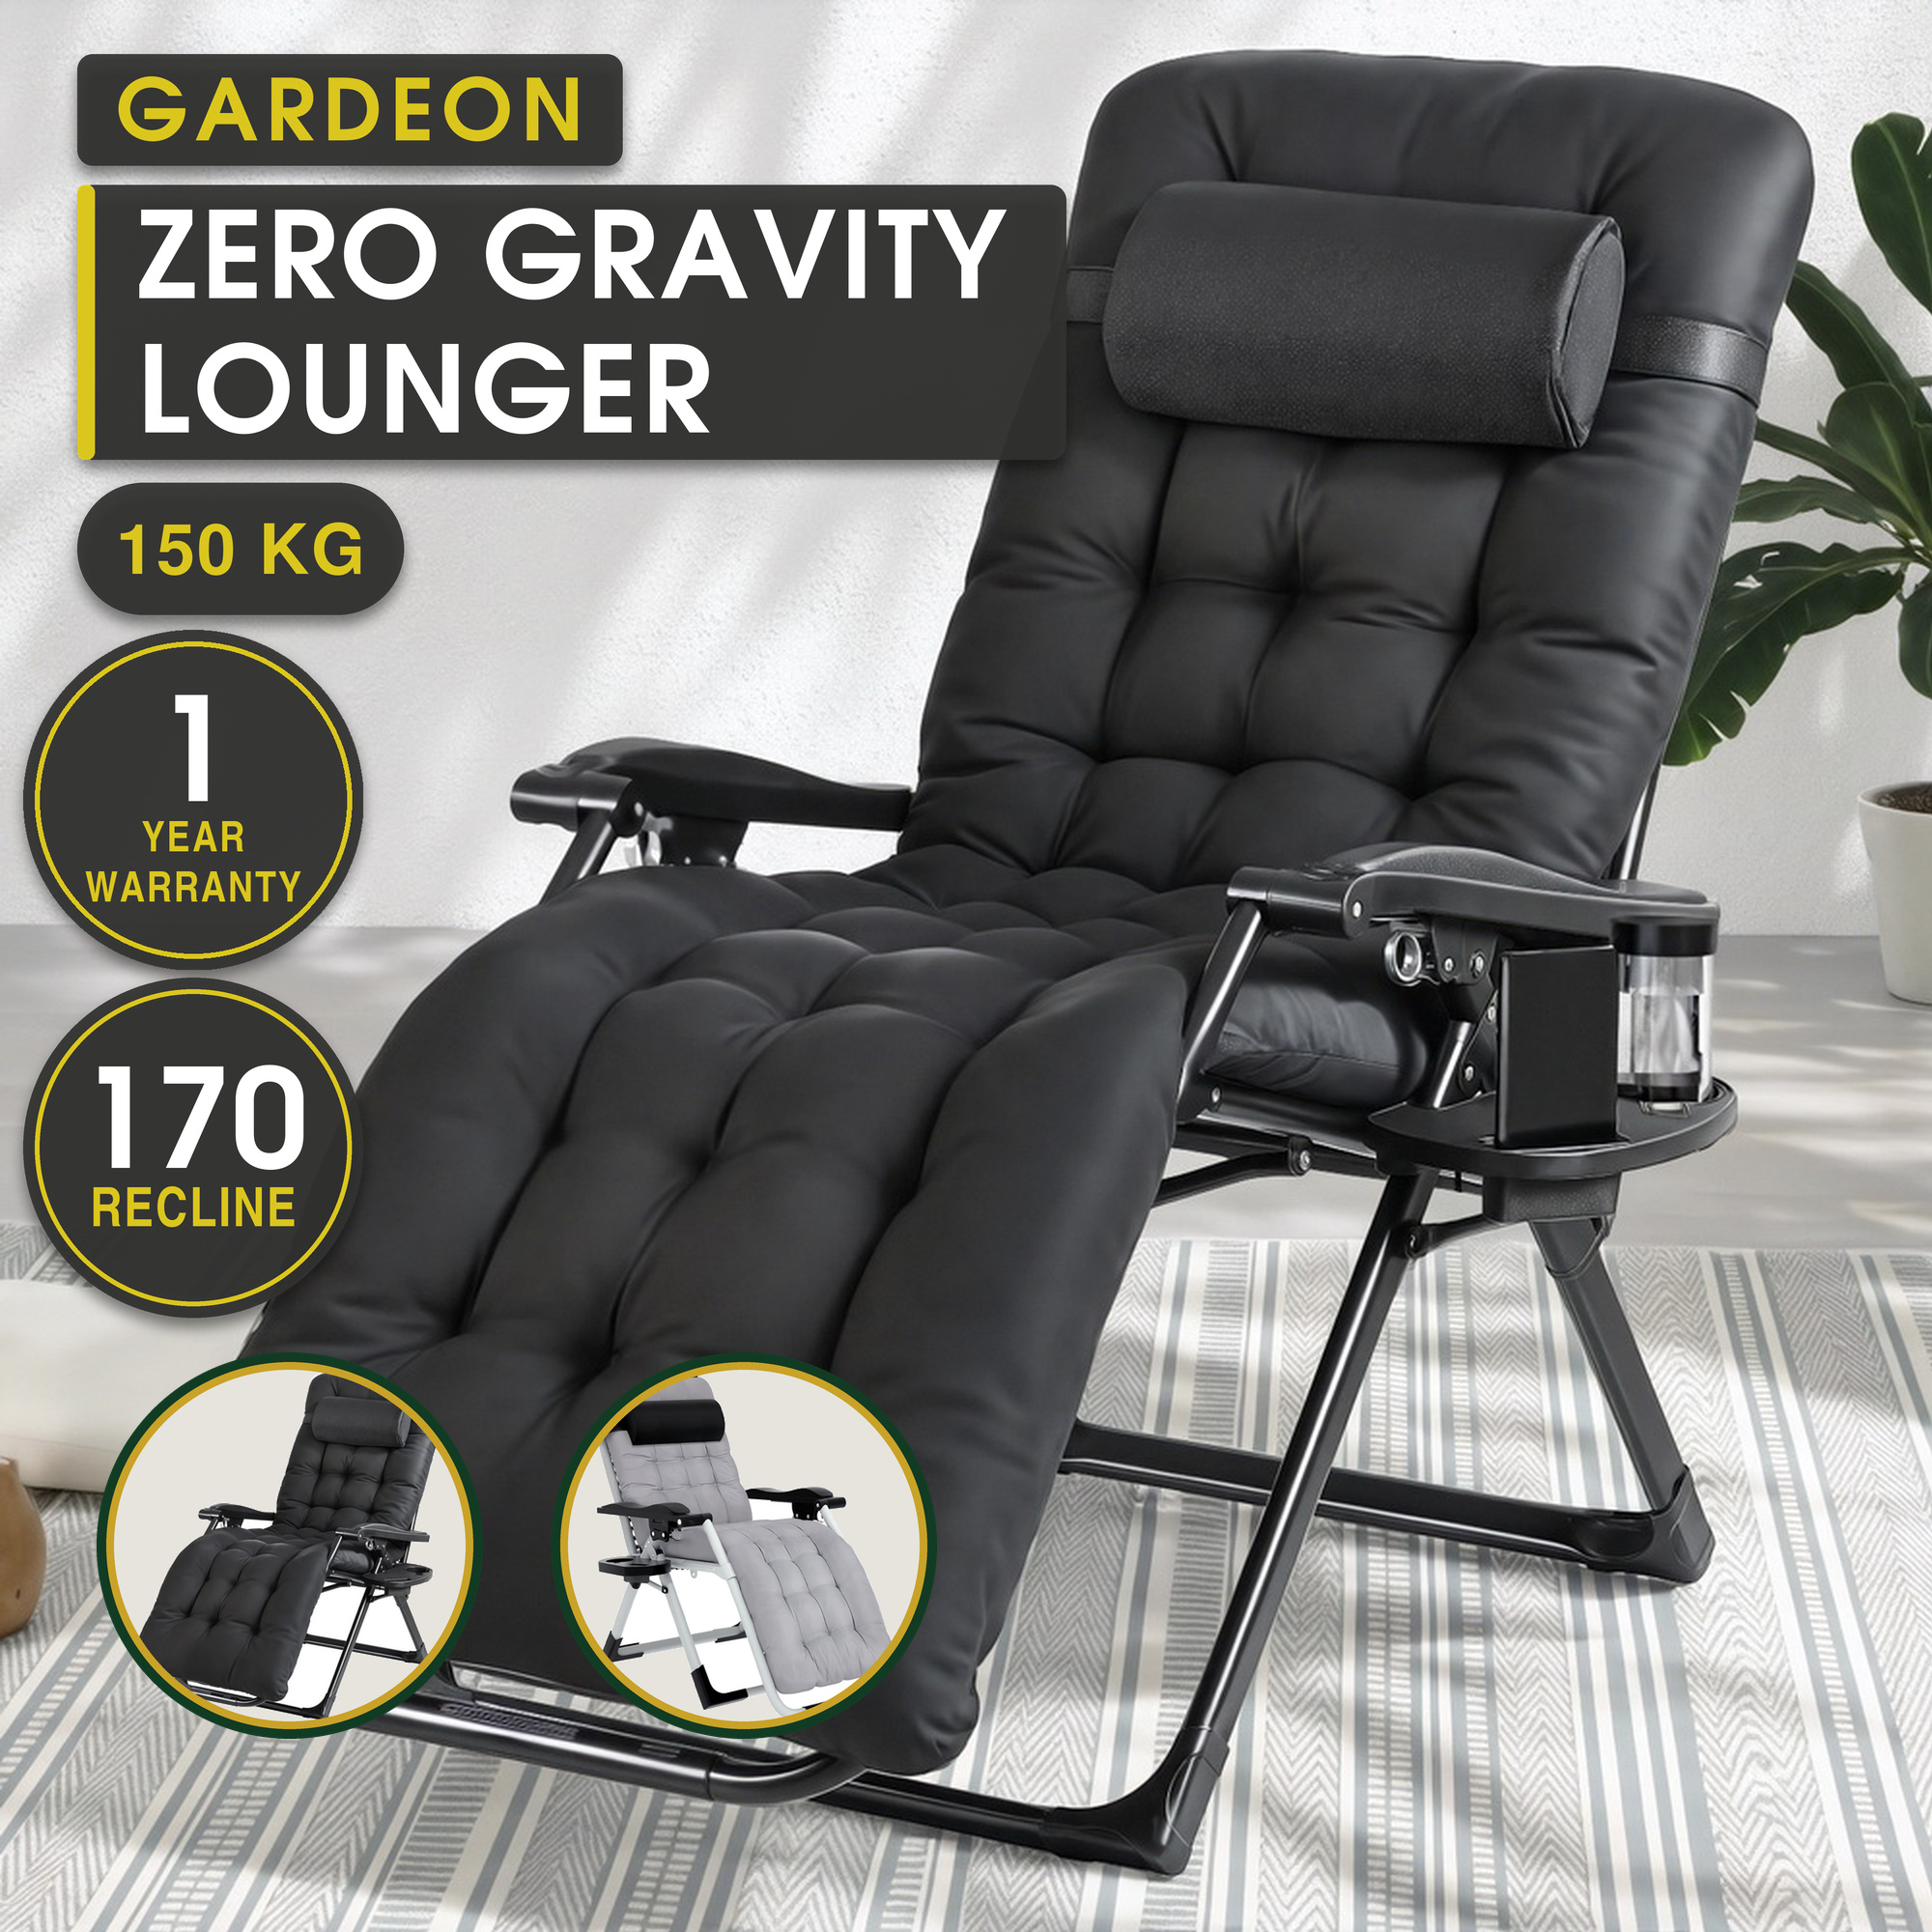 GARDEON
ZERO GRAVITY
LOUNGER
150 KG
1
YEAR
WARRANTY
170
RECLINE